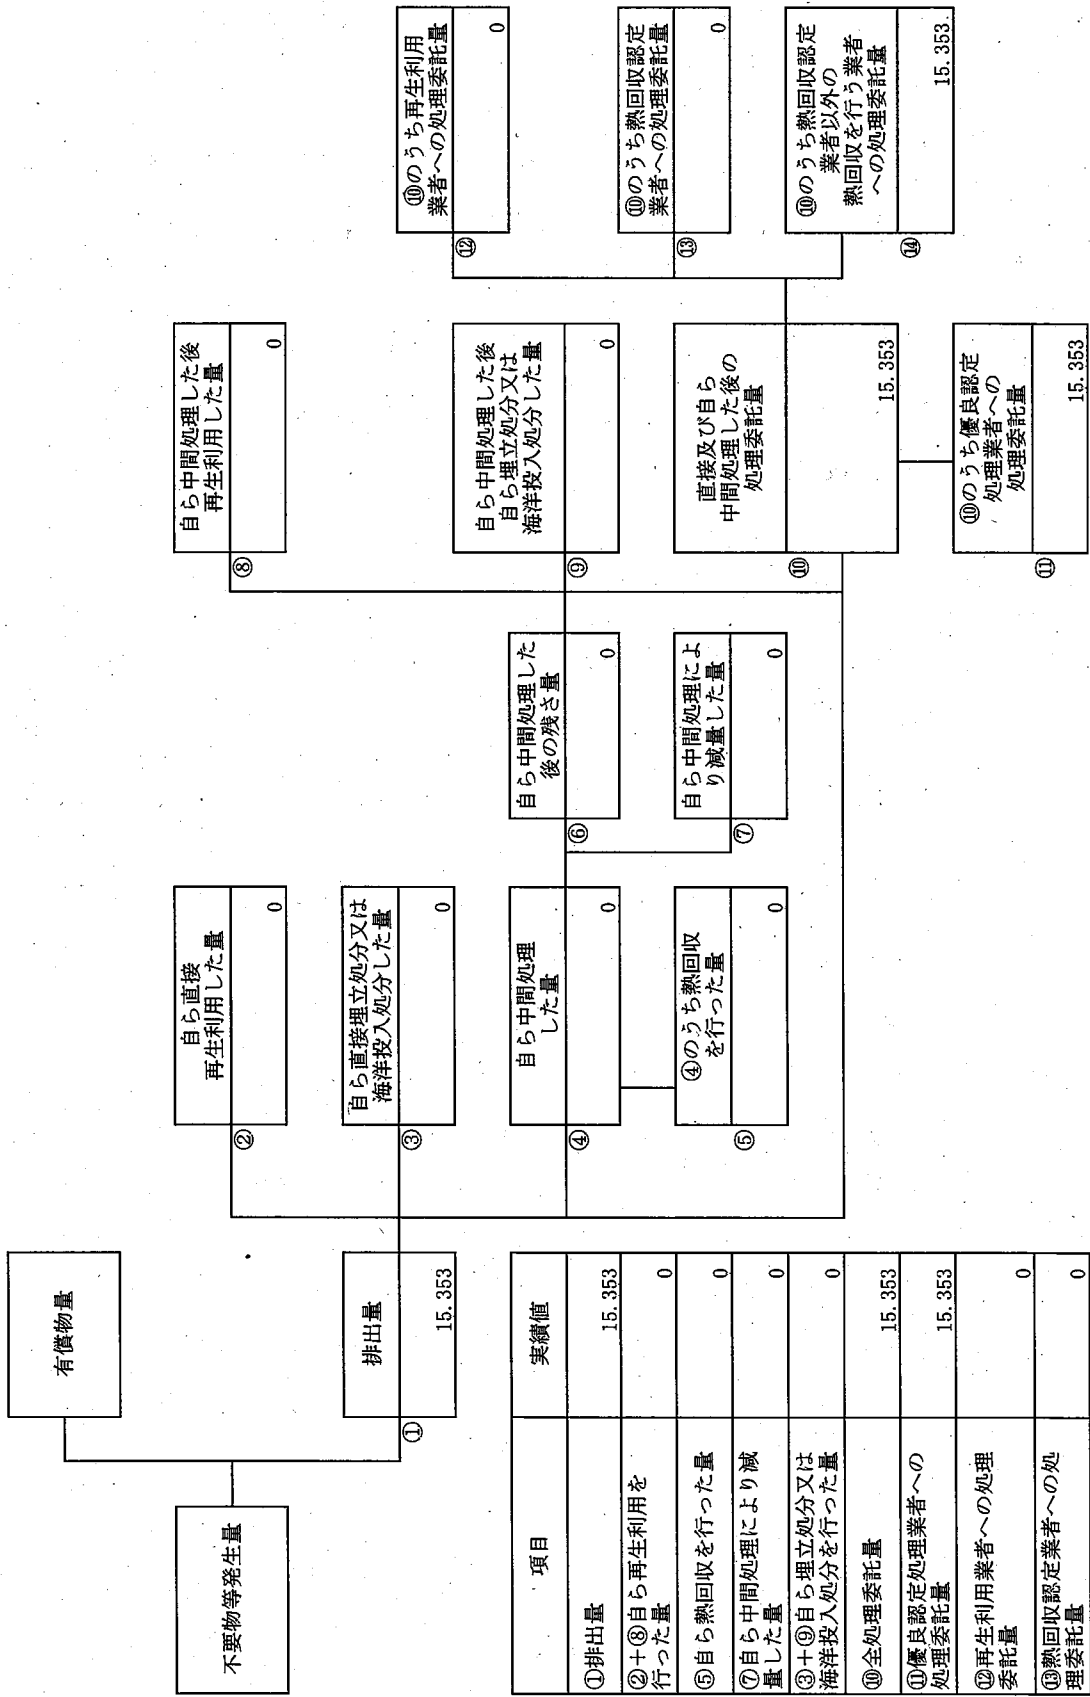 不要物等発生量
有償物量
排出量
①
15.353
②
自ら直接
再生利用した量
0
③
自ら直接埋立処分又は
海洋投入処分した量
0
④
自ら中間処理
した量
0
⑤
④のうち熱回収
を行った量
0
⑥
自ら中間処理した
後の残さ量
0
⑦
自ら中間処理によ
り減量した量
0
⑧
自ら中間処理した後
再生利用した量
0
⑨
自ら中間処理した後
自ら埋立処分又は
海洋投入処分した量
0
⑩
直接及び自ら
中間処理した後の
処理委託量
15.353
⑪
⑩のうち優良認定
処理業者への
処理委託量
15.353
⑫
⑩のうち再生利用
業者への処理委託量
0
⑬
⑩のうち熱回収認定
業者への処理委託量
0
⑭
⑩のうち熱回収認定
業者以外の
熱回収を行う業者
への処理委託量
15.353
項目 実績値
①排出量 15.353
②+⑧自ら再生利用を
行った量 0
⑤自ら熱回収を行った量 0
⑦自ら中間処理により減
量した量 0
③+⑨自ら埋立処分又は
海洋投入処分を行った量 0
⑩全処理委託量 15.353
⑪優良認定処理業者への
処理委託量 15.353
⑫再生利用業者への処理
委託量 0
⑬熱回収認定業者への処
理委託量 0